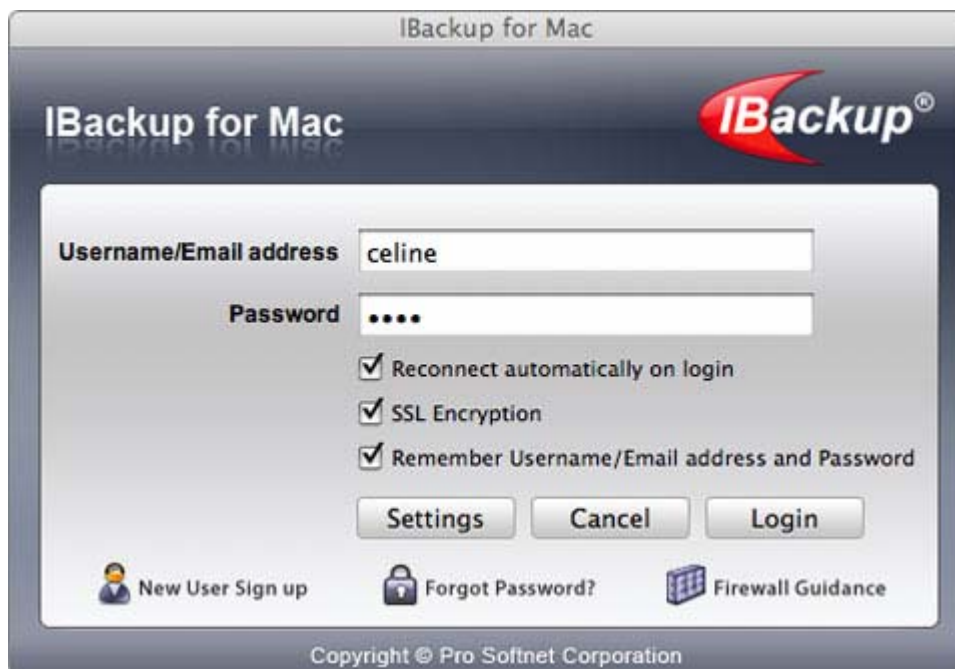 IBackup for Mac
IBackup for Mac
IBackup®
Username/Email address celine
Password ••••
Reconnect automatically on login
SSL Encryption
Remember Username/Email address and Password
Settings Cancel Login
New User Sign up Forgot Password? Firewall Guidance
Copyright © Pro Softnet Corporation